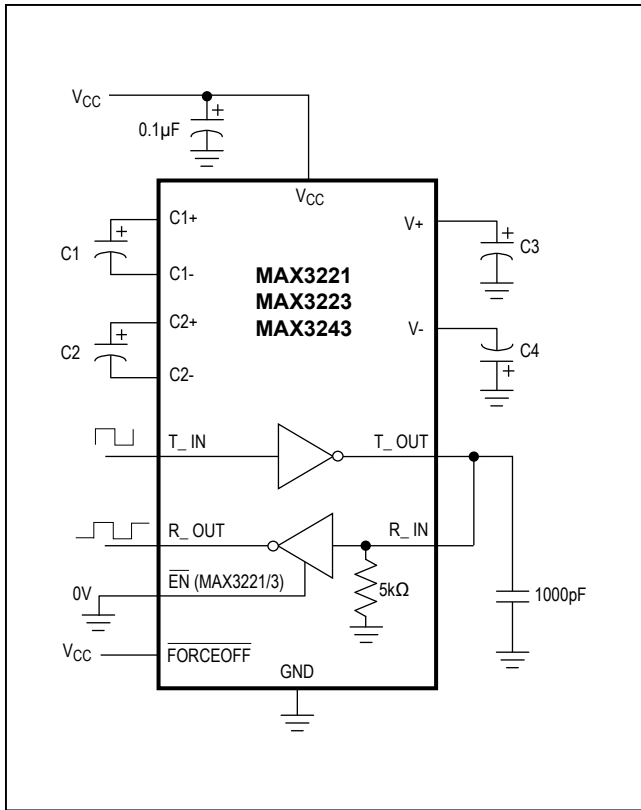 VCC
0.1µF
+
VCC
C1+
V+
C1
+
+
C3
C1-
MAX3221
MAX3223
MAX3243
C2+
V-
C2
+
C4
C2-
+
T_ IN
T_ OUT
R_ OUT
R_ IN
EN (MAX3221/3)
0V
5kΩ
1000pF
VCC
FORCEOFF
GND